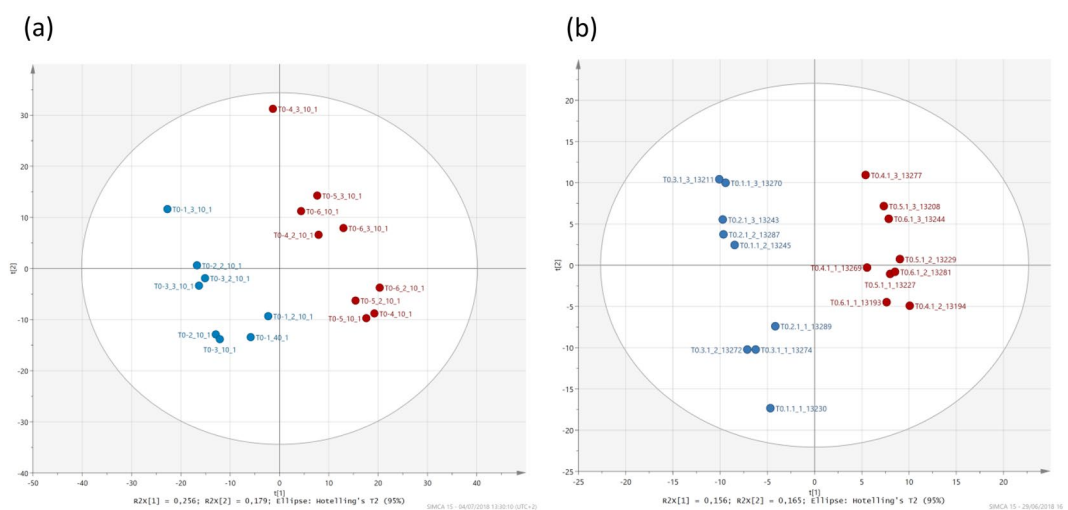 (a)
(b)
t[2]
30
20
10
0
-10
-20
-30
-40
-50
-40
-30
-20
-10
0
10
20
30
40
T0-4_3_10_1
T0-5_3_10_1
T0-1_3_10_1
T0-6_10_1
T0-6_3_10_1
T0-4_2_10_1
T0-2_2_10_1
T0-3_2_10_1
T0-3_3_10_1
T0-6_2_10_1
T0-5_2_10_1
T0-1_2_10_1
T0-5_10_1
T0-4_10_1
T0-2_10_1
T0-1_40_1
T0-3_10_1
t[1]
R2X[1] = 0,256; R2X[2] = 0,179; Ellipse: Hotelling's T2 (95%)
SIMCA 15 - 04/07/2018 13:30:10 (UTC+2)
t[2]
20
15
10
5
0
-5
-10
-15
-20
-25
-25
-20
-15
-10
-5
0
5
10
15
20
25
T0.3.1_3_13211
T0.1.1_3_13270
T0.4.1_3_13277
T0.5.1_3_13208
T0.2.1_3_13243
T0.6.1_3_13244
T0.2.1_2_13287
T0.1.1_2_13245
T0.5.1_2_13229
T0.4.1_1_13269
T0.6.1_2_13281
T0.5.1_1_13227
T0.6.1_1_13193
T0.4.1_2_13194
T0.2.1_1_13289
T0.3.1_2_13272
T0.3.1_1_13274
T0.1.1_1_13230
t[1]
R2X[1] = 0,156; R2X[2] = 0,165; Ellipse: Hotelling's T2 (95%)
SIMCA 15 - 29/06/2018 16